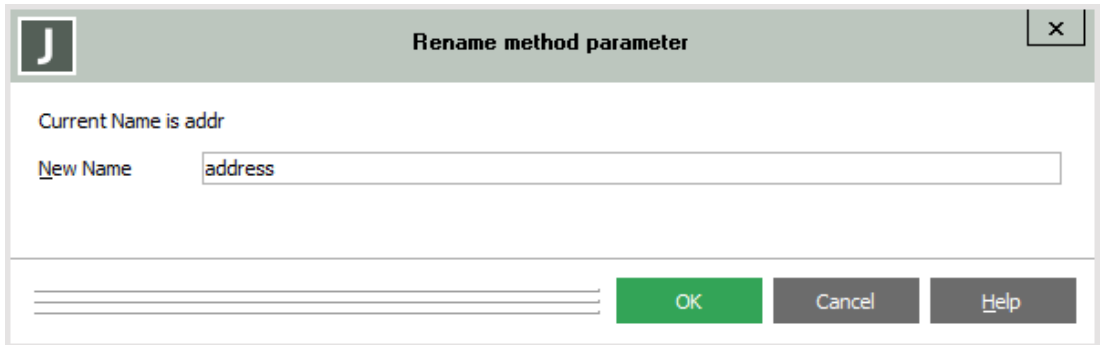 J
Rename method parameter
x
Current Name is addr
New Name address
OK Cancel Help